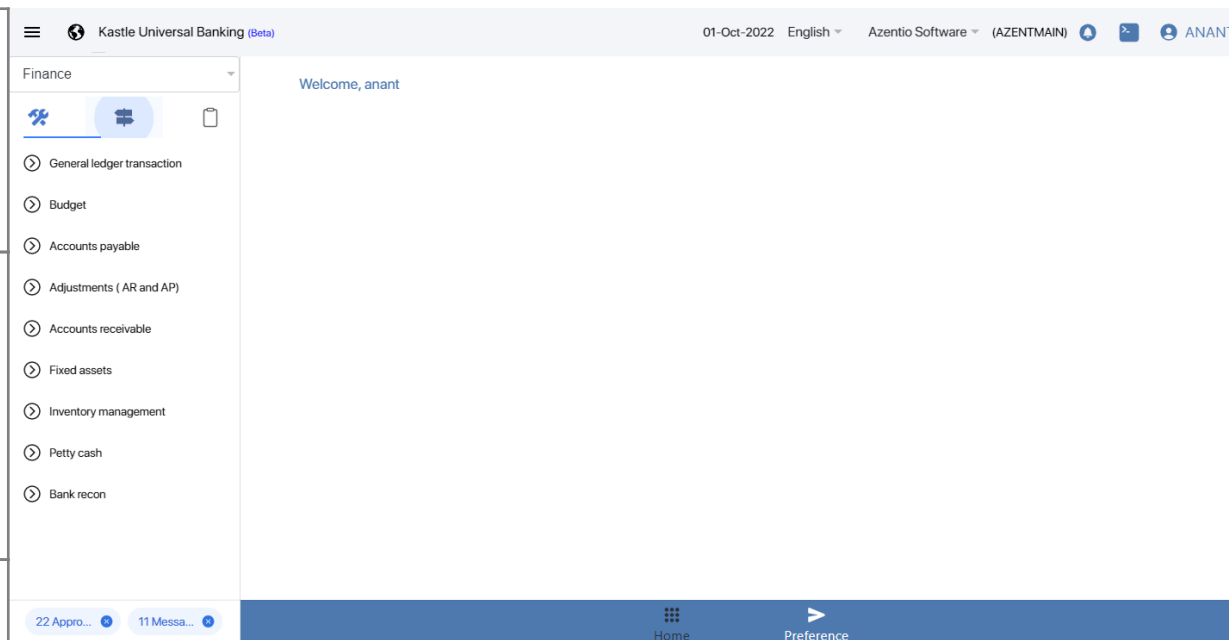 Kastle Universal Banking (Beta)
01-Oct-2022 English Azentio Software (AZENTMAIN) ANANT
Finance
Welcome, anant
General ledger transaction
Budget
Accounts payable
Adjustments ( AR and AP)
Accounts receivable
Fixed assets
Inventory management
Petty cash
Bank recon
22 Appro... 11 Messa...
Home Preference